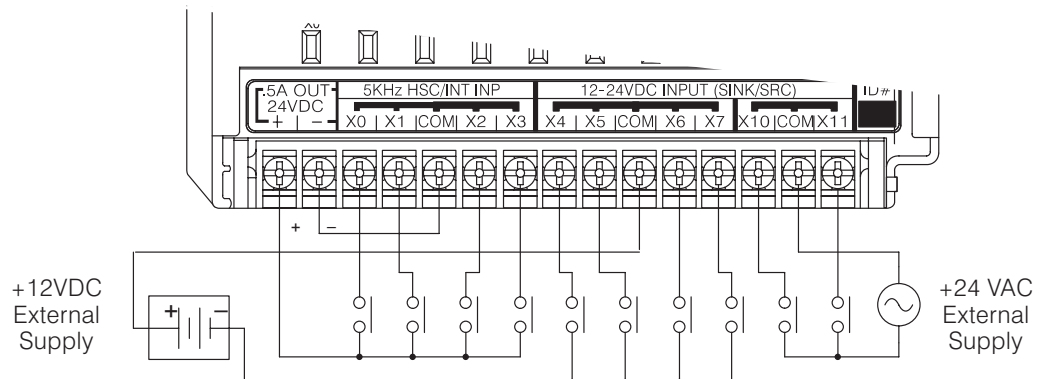 X0
.5A OUT 5KHz HSC/INT INP 12-24VDC INPUT (SINK/SRC) ID#
24VDC
+ - X0 X1 COM X2 X3 X4 X5 COM X6 X7 X10 COM X11
+ -
+12VDC
External
Supply
+ -
+24 VAC
External
Supply